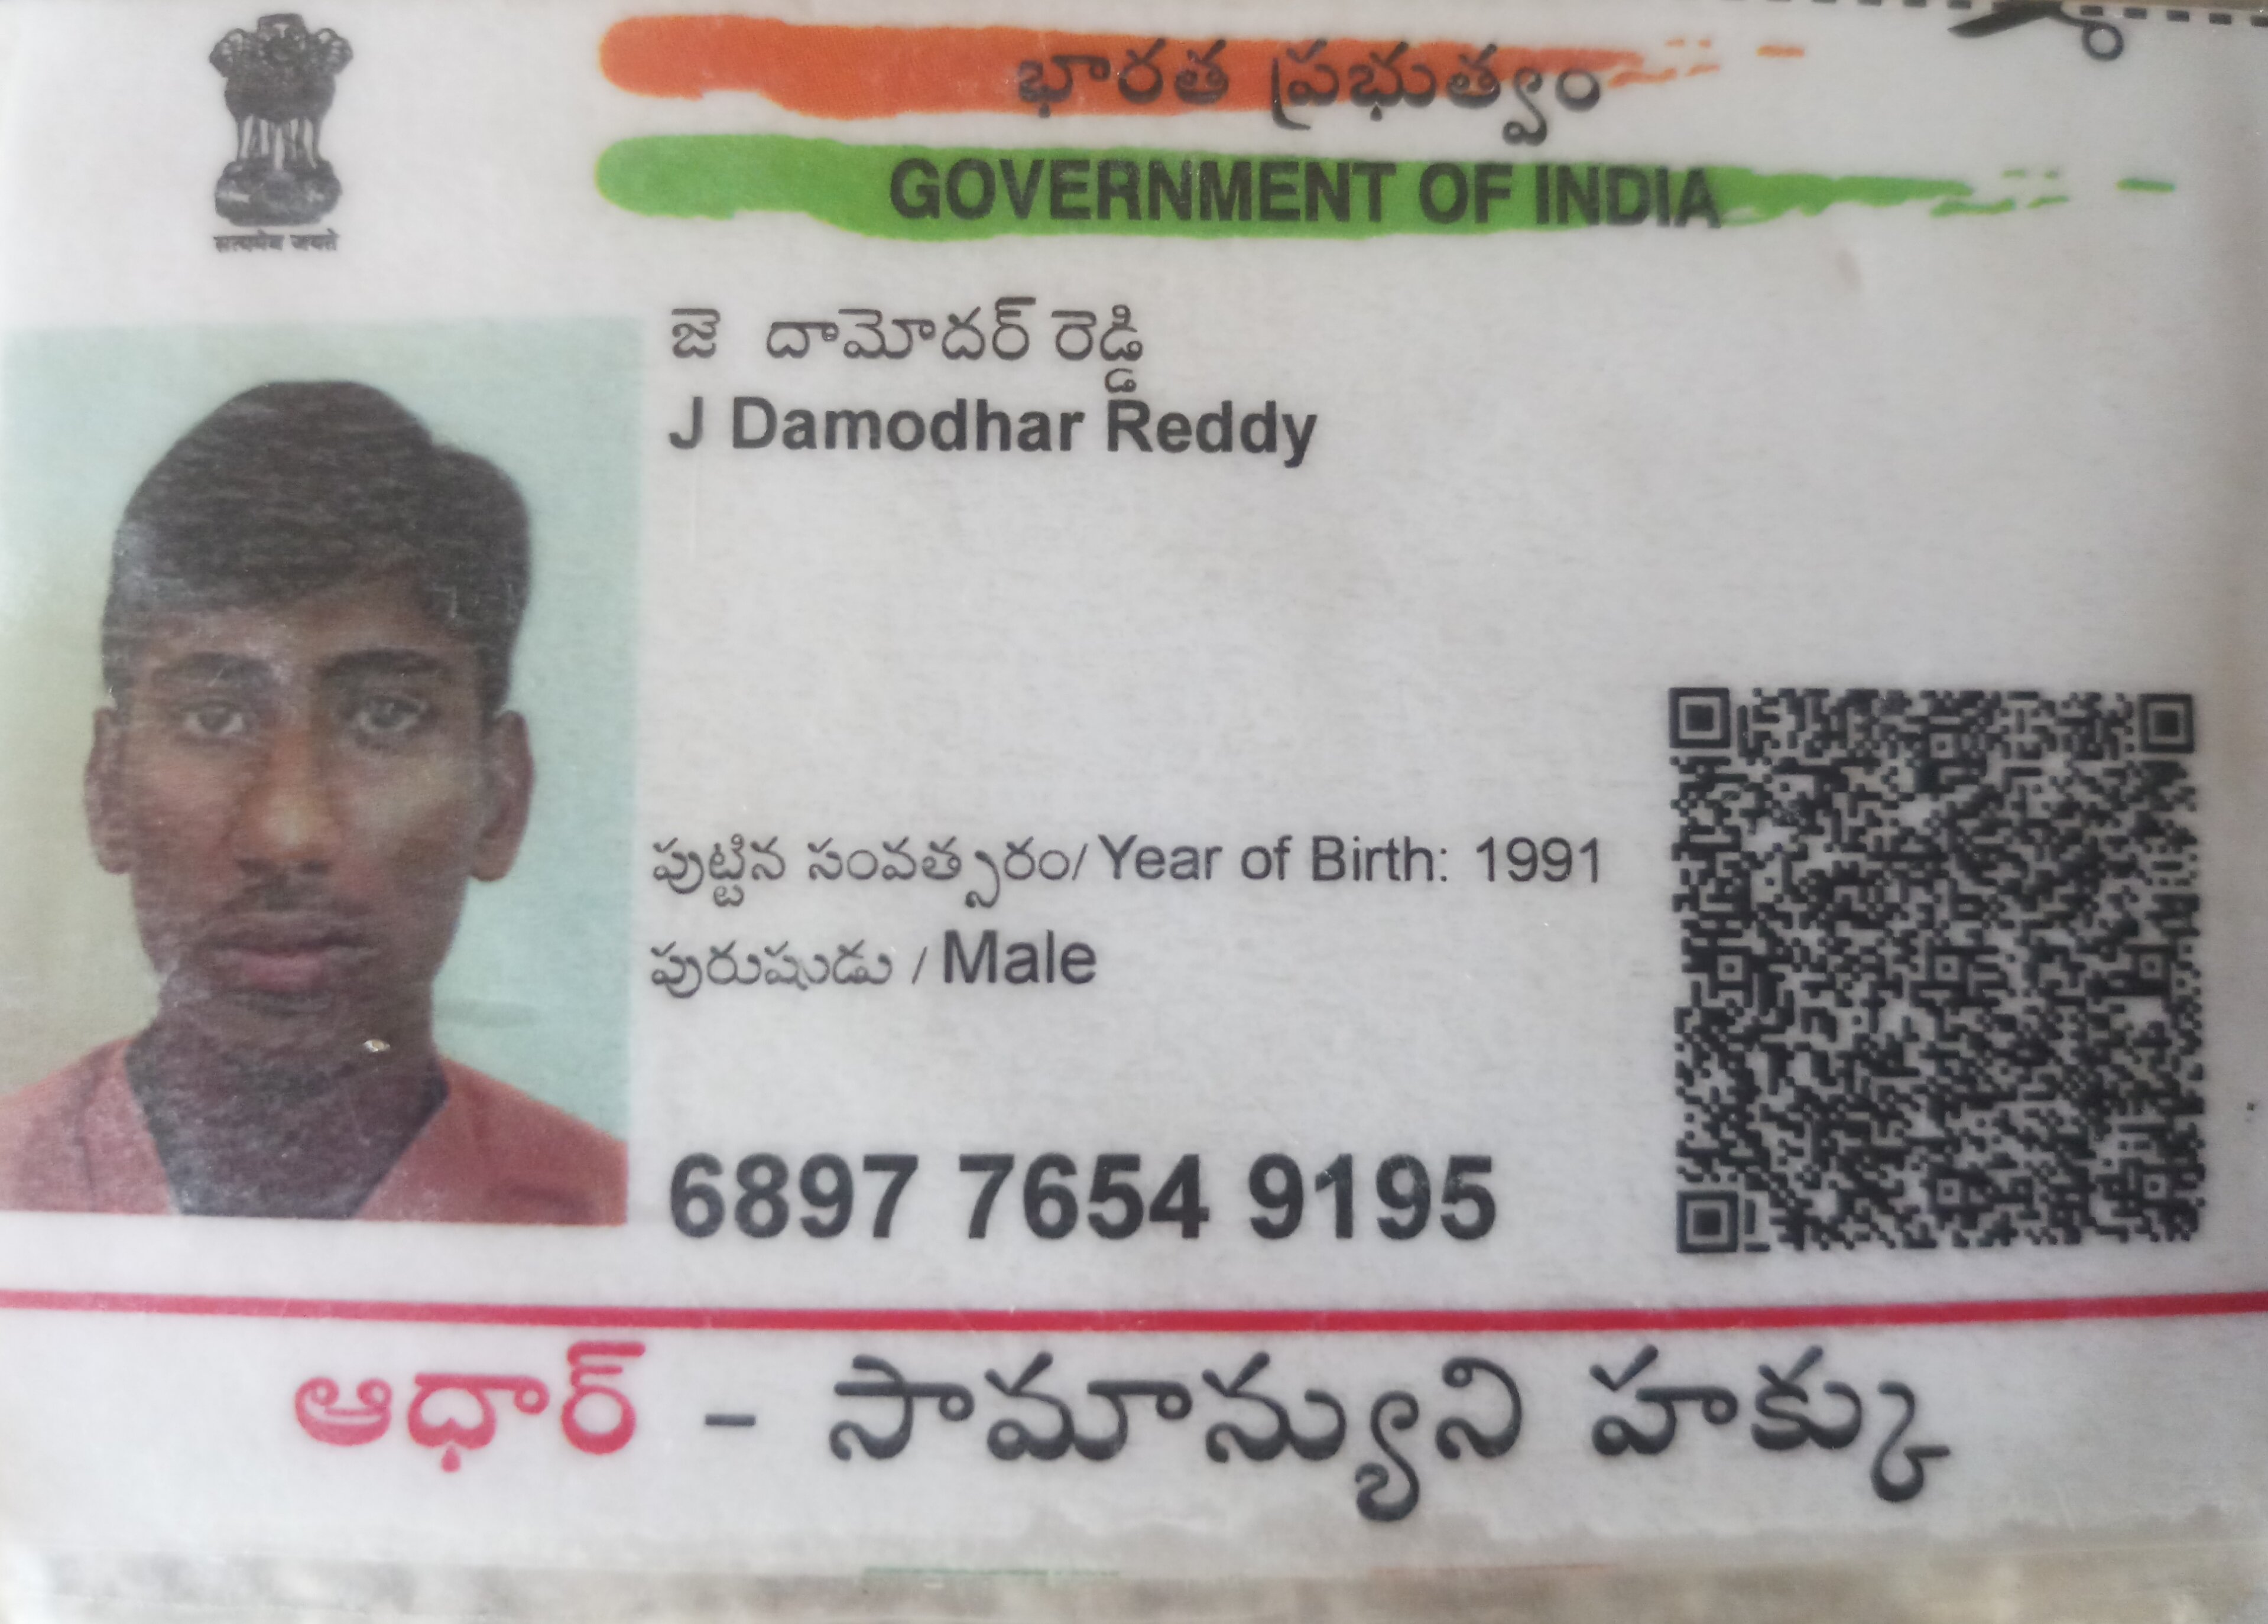 భారత ప్రభుత్వం
GOVERNMENT OF INDIA
सत्यमेव जयते
జె దామోదర్ రెడ్డి
J Damodhar Reddy
పుట్టిన సంవత్సరం/ Year of Birth: 1991
పురుషుడు / Male
6897 7654 9195
ఆధార్ - సామాన్యుని హక్కు